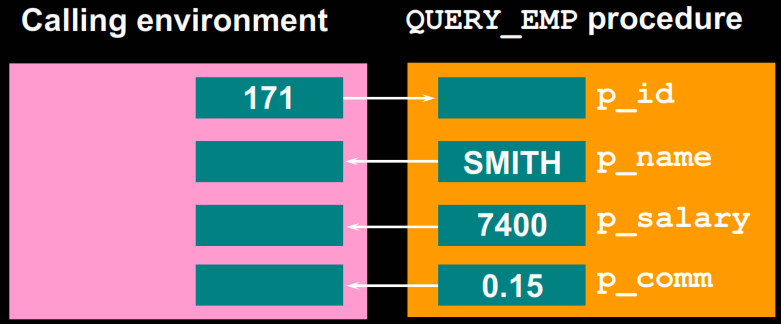 Calling environment QUERY_EMP procedure
171 p_id
SMITH p_name
7400 p_salary
0.15 p_comm